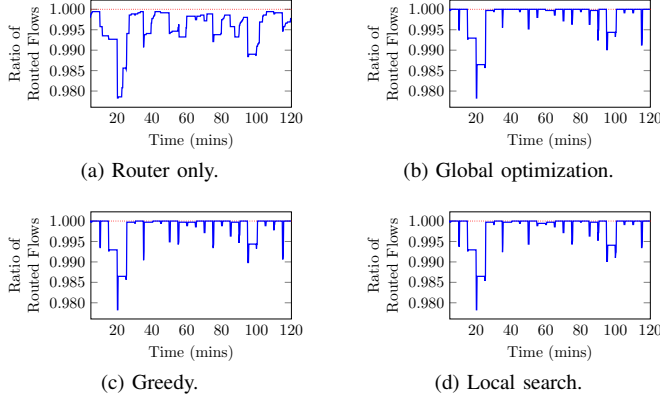 1.000
0.995
0.990
0.985
0.980
Ratio of
Routed Flows
20 40 60 80 100 120
Time (mins)
(a) Router only.
1.000
0.995
0.990
0.985
0.980
Ratio of
Routed Flows
20 40 60 80 100 120
Time (mins)
(b) Global optimization.
1.000
0.995
0.990
0.985
0.980
Ratio of
Routed Flows
20 40 60 80 100 120
Time (mins)
(c) Greedy.
1.000
0.995
0.990
0.985
0.980
Ratio of
Routed Flows
20 40 60 80 100 120
Time (mins)
(d) Local search.